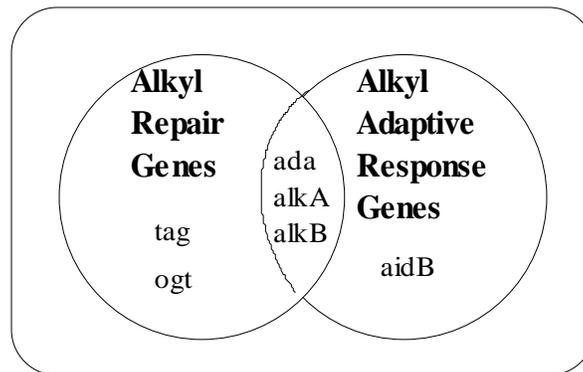 Alkyl
Repair
Genes
tag
ogt
ada
alkA
alkB
Alkyl
Adaptive
Response
Genes
aidB